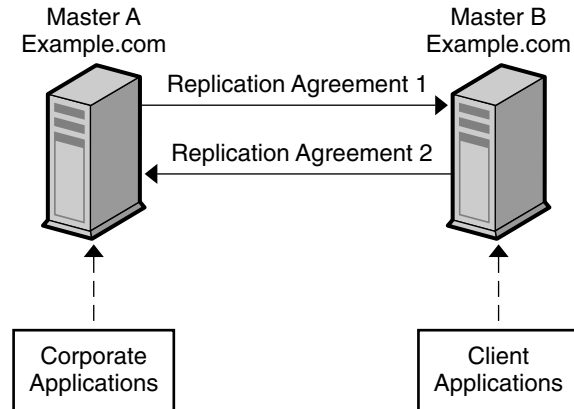 Master A
Example.com
Master B
Example.com
Replication Agreement 1
Replication Agreement 2
Corporate
Applications
Client
Applications